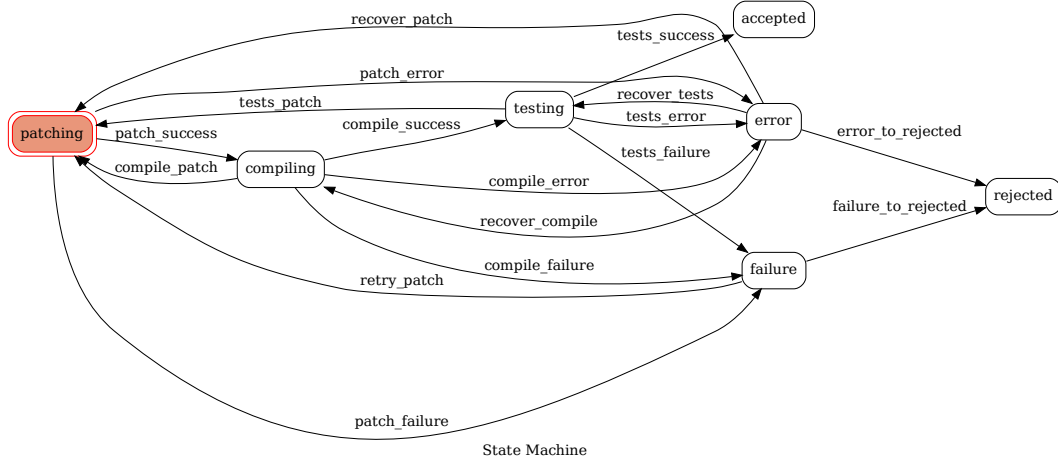 recover_patch
accepted
tests_success
patch_error
recover_tests
tests_patch
testing
patching
patch_success
compile_success
tests_error
error
error_to_rejected
compiling
compile_patch
tests_failure
compile_error
rejected
recover_compile
failure_to_rejected
compile_failure
failure
retry_patch
patch_failure
State Machine